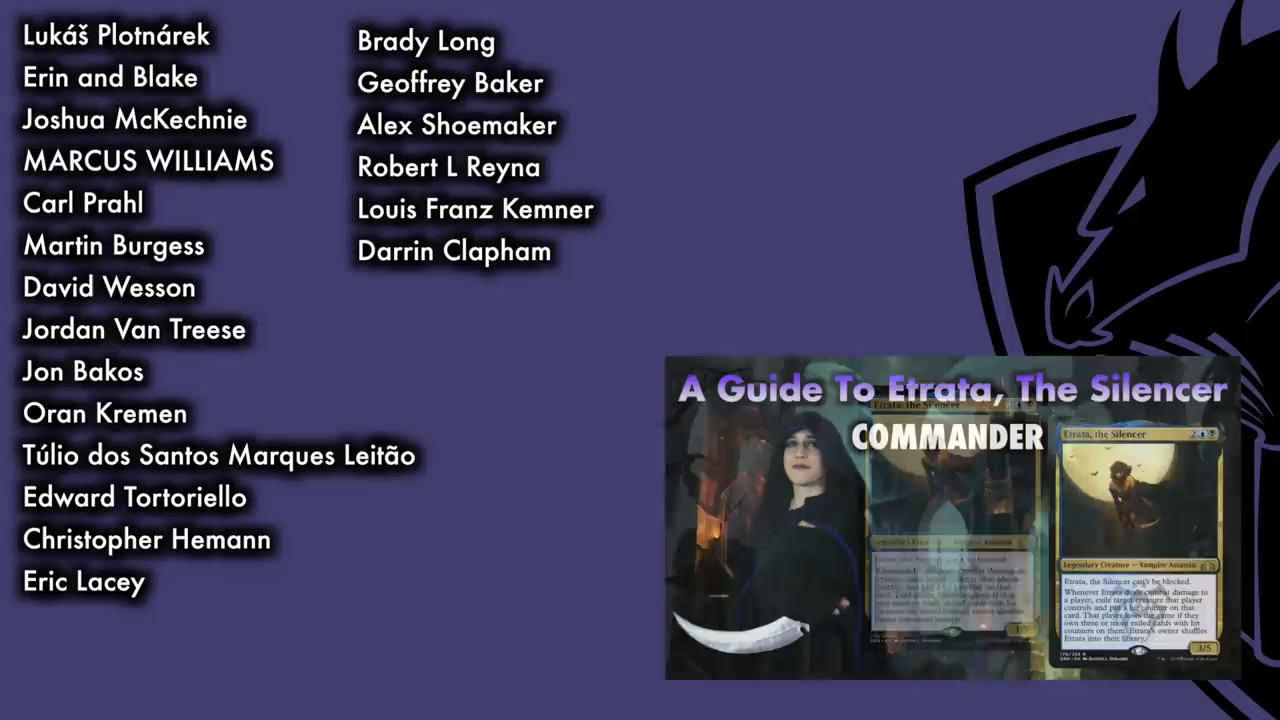 Lukáš Plotnárek
Erin and Blake
Joshua McKechnie
MARCUS WILLIAMS
Carl Prahl
Martin Burgess
David Wesson
Jordan Van Treese
Jon Bakos
Oran Kremen
Túlio dos Santos Marques Leitão
Edward Tortoriello
Christopher Hemann
Eric Lacey
Brady Long
Geoffrey Baker
Alex Shoemaker
Robert L Reyna
Louis Franz Kemner
Darrin Clapham
A Guide To Etrata, The Silencer
COMMANDER
Etrata, the Silencer
Etrata, the Silencer 2
Legendary Creature — Vampire Assassin
Etrata, the Silencer can't be blocked.
Whenever Etrata deals combat damage to
a player, exile target creature that player
controls and put a hit counter on that
card. That player loses the game if they
own three or more exiled cards with hit
counters on them. Etrata's owner shuffles
Etrata into their library.
3/5